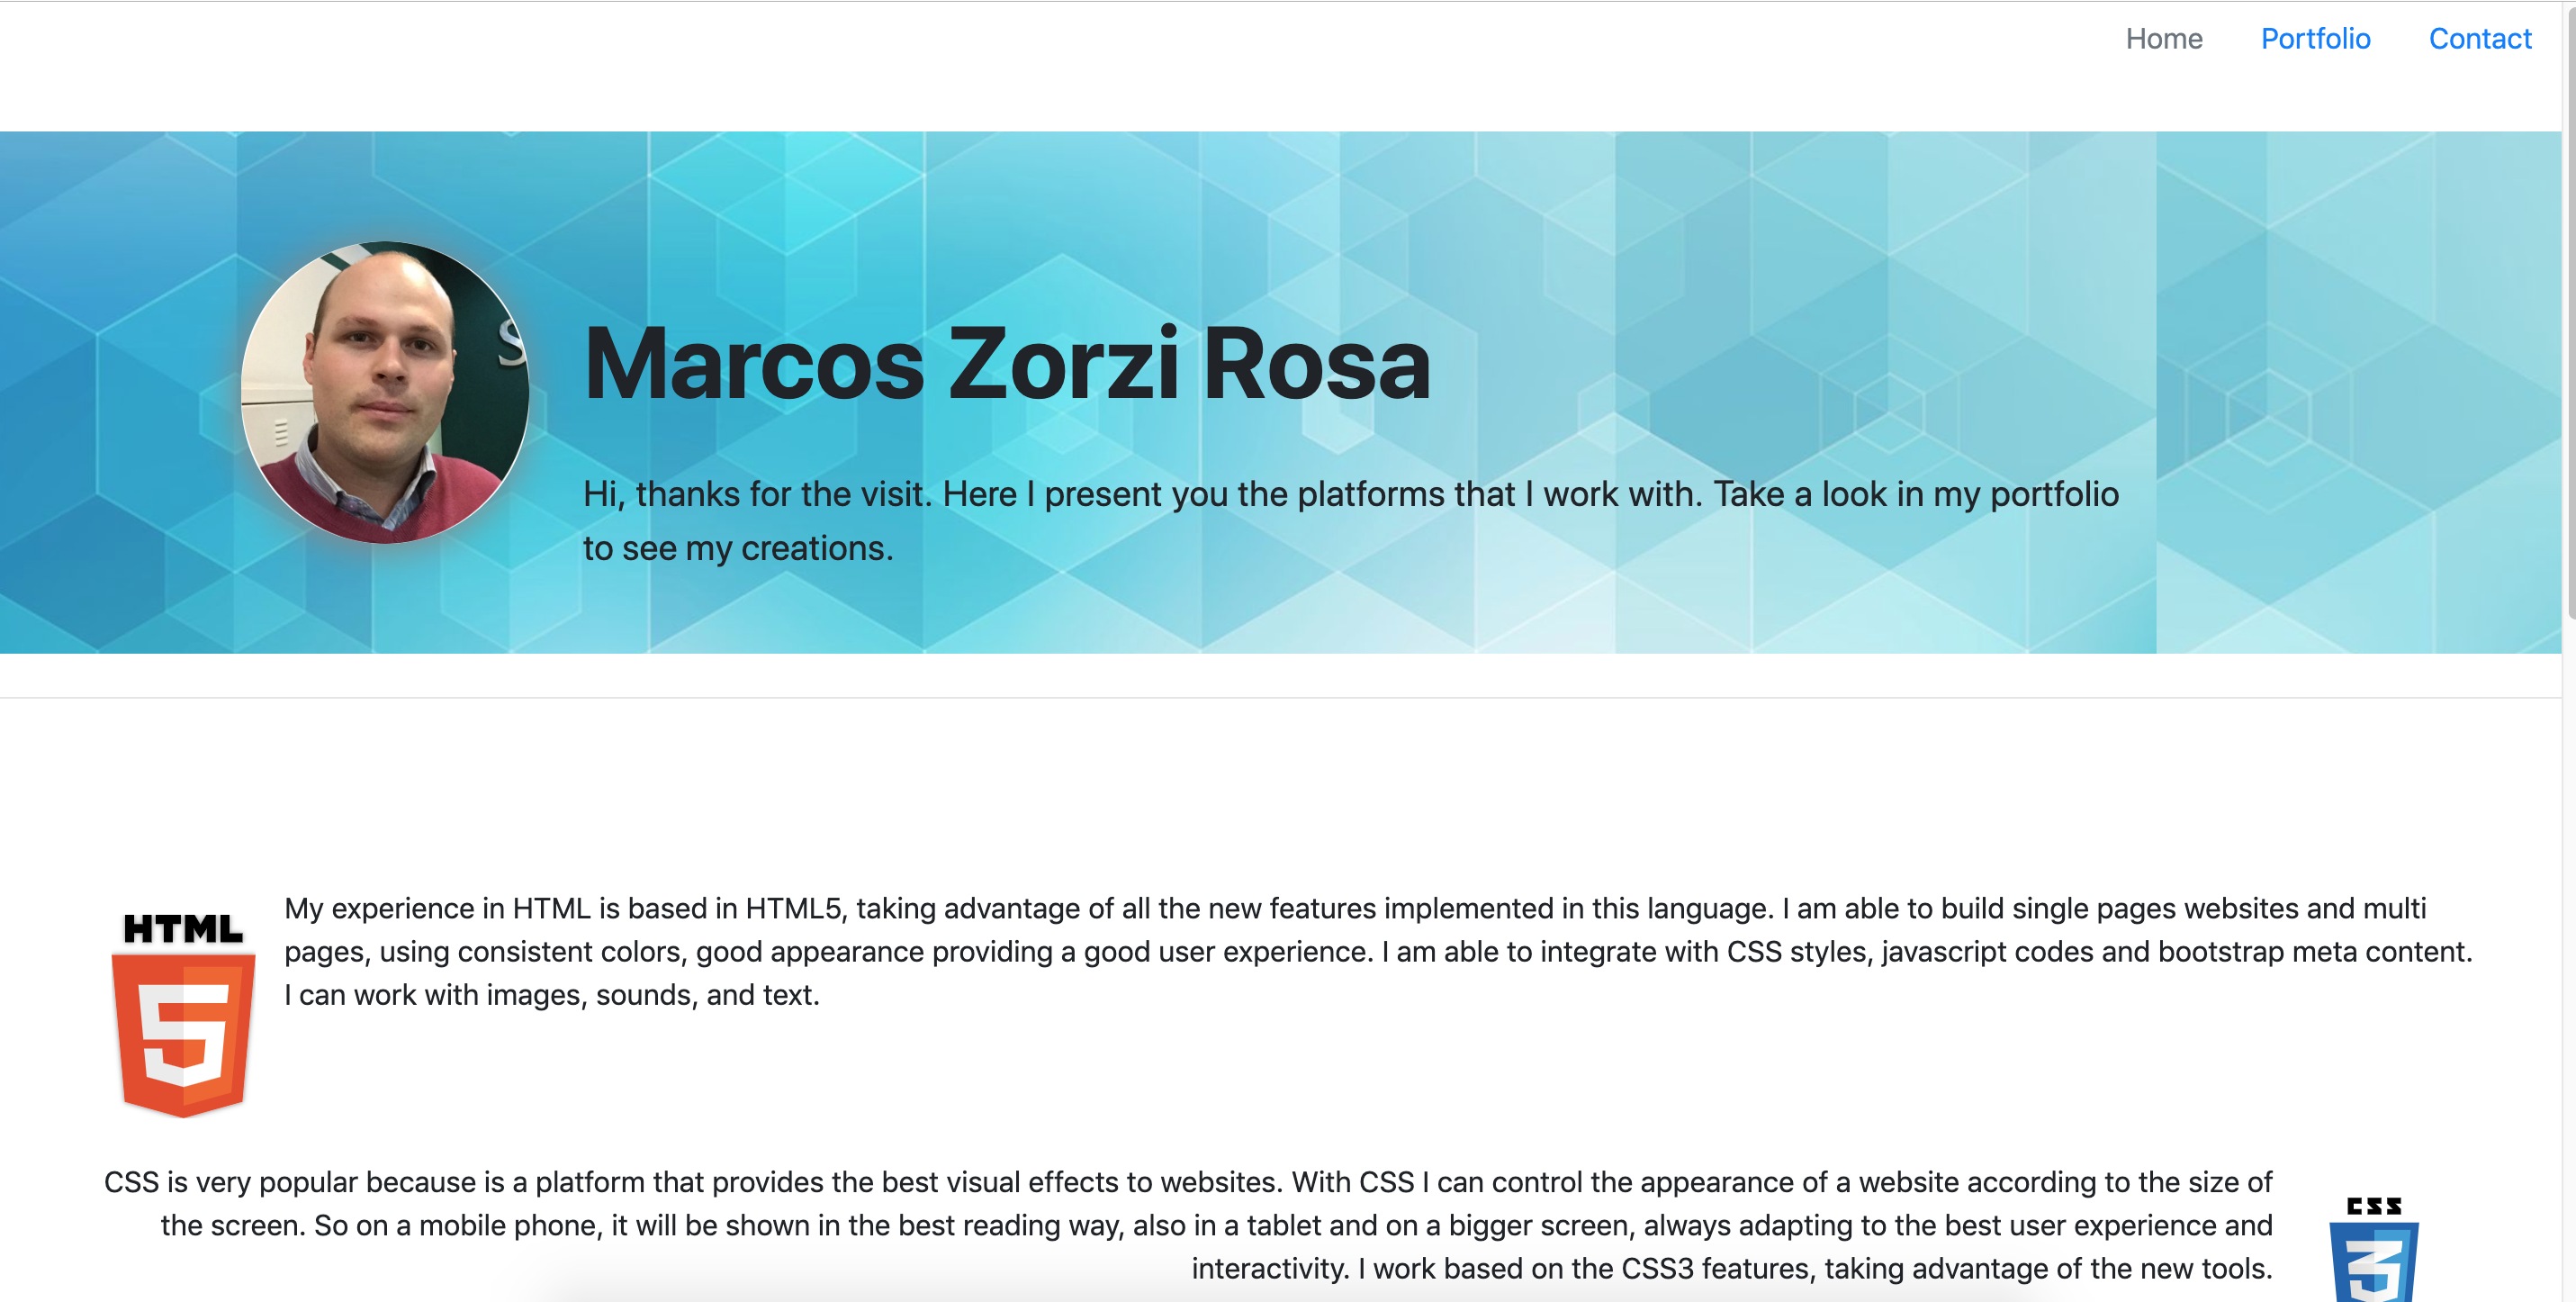 Home Portfolio Contact
S
Marcos Zorzi Rosa
Hi, thanks for the visit. Here I present you the platforms that I work with. Take a look in my portfolio
to see my creations.
HTML
5
My experience in HTML is based in HTML5, taking advantage of all the new features implemented in this language. I am able to build single pages websites and multi
pages, using consistent colors, good appearance providing a good user experience. I am able to integrate with CSS styles, javascript codes and bootstrap meta content.
I can work with images, sounds, and text.
CSS is very popular because is a platform that provides the best visual effects to websites. With CSS I can control the appearance of a website according to the size of
the screen. So on a mobile phone, it will be shown in the best reading way, also in a tablet and on a bigger screen, always adapting to the best user experience and
interactivity. I work based on the CSS3 features, taking advantage of the new tools.
CSS
3